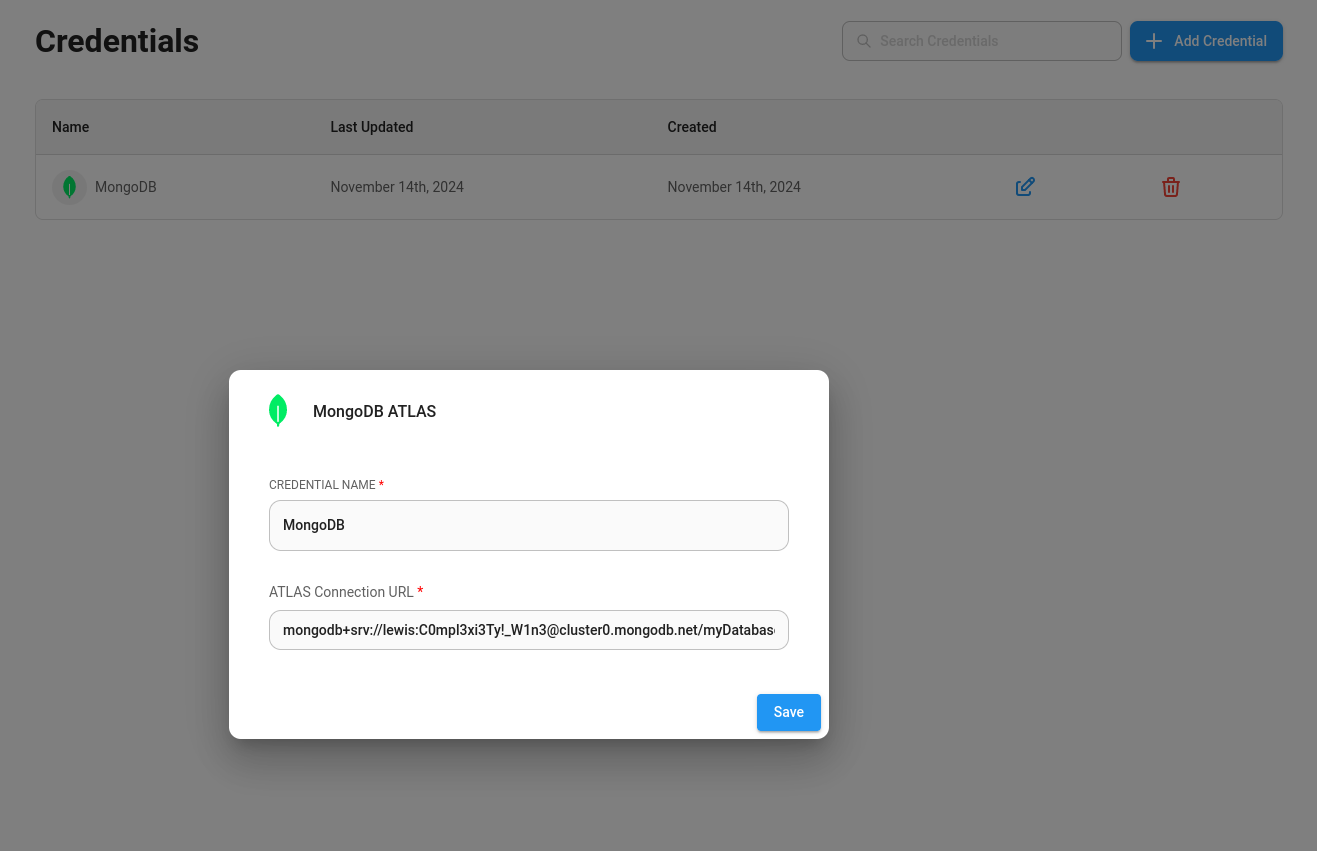 Credentials
Search Credentials
Add Credential
Name Last Updated Created
MongoDB November 14th, 2024 November 14th, 2024
MongoDB ATLAS
CREDENTIAL NAME *
MongoDB
ATLAS Connection URL *
mongodb+srv://lewis:C0mpl3xi3Ty!_W1n3@cluster0.mongodb.net/myDatabas
Save